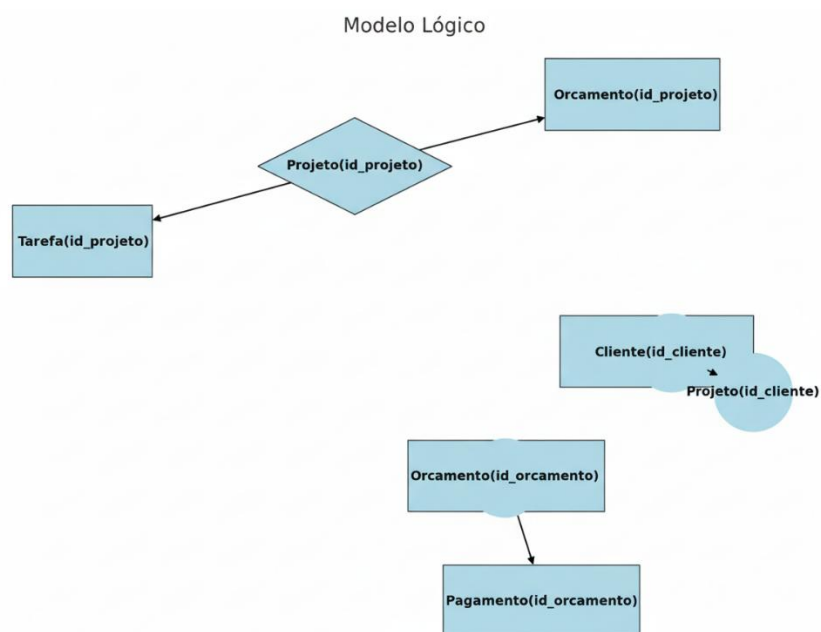 Modelo Lógico
Orcamento(id_projeto)
Projeto(id_projeto)
Tarefa(id_projeto)
Cliente(id_cliente)
Projeto(id_cliente)
Orcamento(id_orcamento)
Pagamento(id_orcamento)